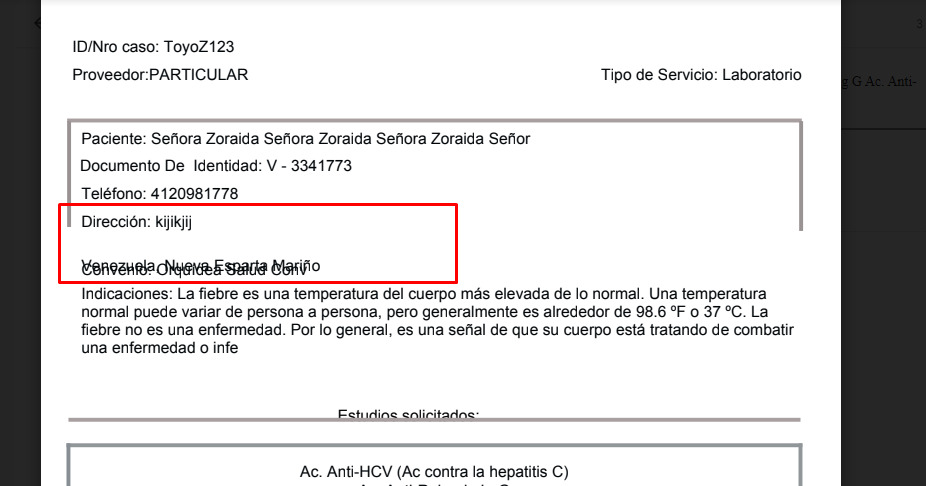 ID/Nro caso: ToyoZ123
Proveedor:PARTICULAR
Tipo de Servicio: Laboratorio
g G Ac. Anti-
Paciente: Señora Zoraida Señora Zoraida Señora Zoraida Señor
Documento De Identidad: V - 3341773
Teléfono: 4120981778
Dirección: kijikjij
Venezuela, Nueva Esparta Mariño
Convenio: Orquidea Salud Conv
Indicaciones: La fiebre es una temperatura del cuerpo más elevada de lo normal. Una temperatura
normal puede variar de persona a persona, pero generalmente es alrededor de 98.6 ºF o 37 ºC. La
fiebre no es una enfermedad. Por lo general, es una señal de que su cuerpo está tratando de combatir
una enfermedad o infe
Estudios solicitados:
Ac. Anti-HCV (Ac contra la hepatitis C)